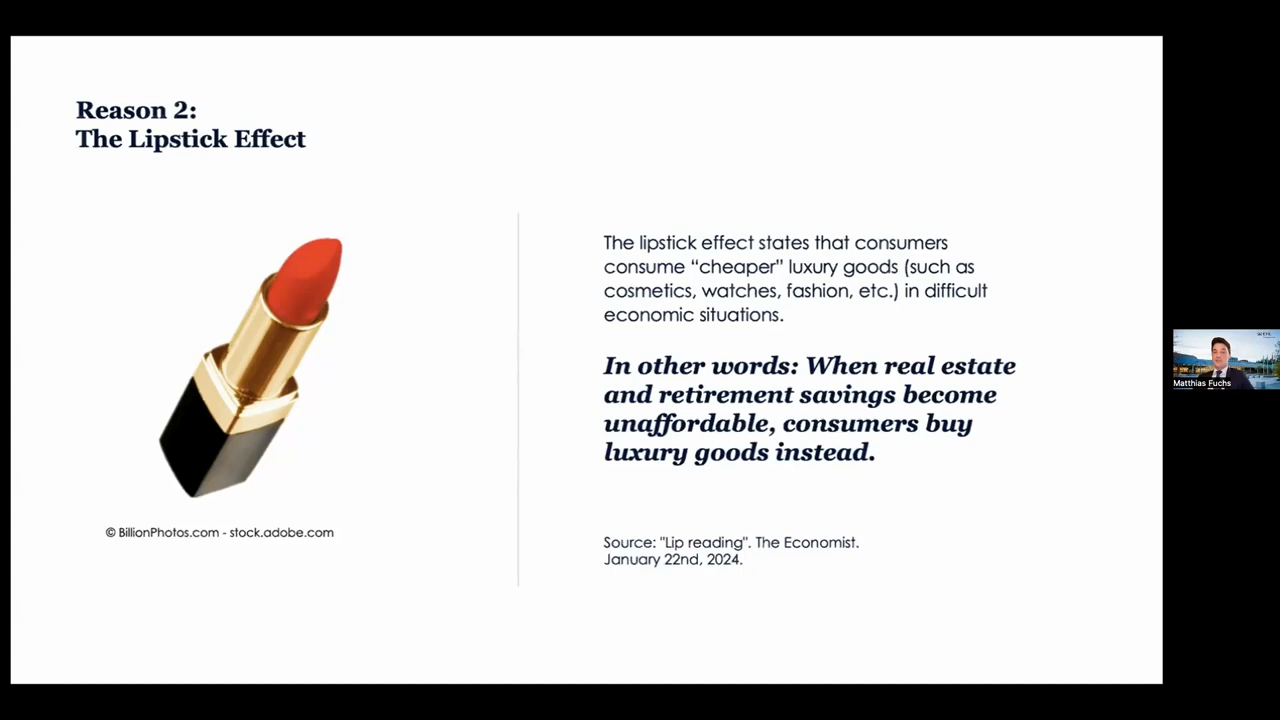 Reason 2:
The Lipstick Effect
The lipstick effect states that consumers
consume “cheaper” luxury goods (such as
cosmetics, watches, fashion, etc.) in difficult
economic situations.
In other words: When real estate
and retirement savings become
unaffordable, consumers buy
luxury goods instead.
© BillionPhotos.com - stock.adobe.com
Source: "Lip reading". The Economist.
January 22nd, 2024.
Matthias Fuchs